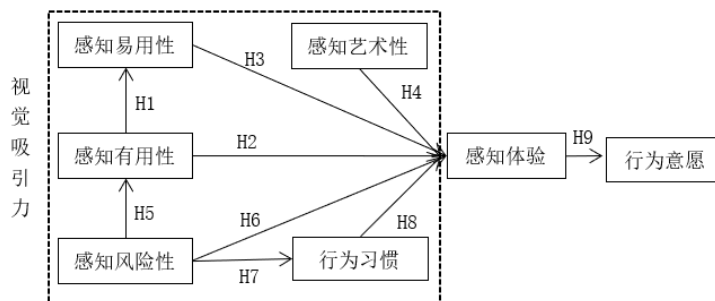 视觉吸引力
感知易用性
感知艺术性
H3
H4
H1
感知有用性
H2
感知体验
H9
行为意愿
H5
H6
H8
感知风险性
H7
行为习惯